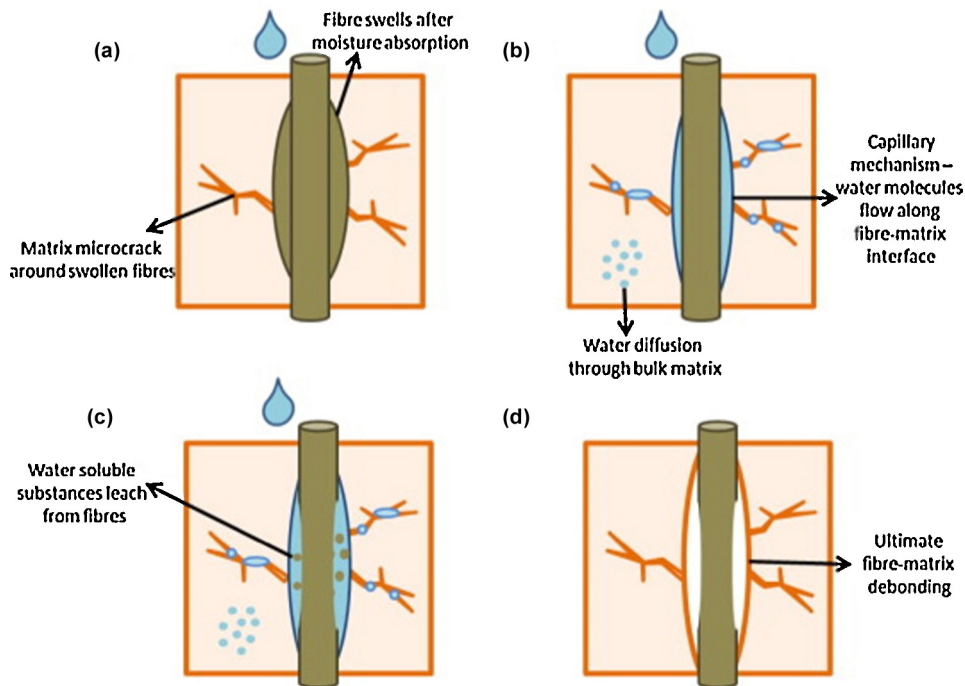 (a)
Fibre swells after
moisture absorption
Matrix microcrack
around swollen fibres
(b)
Capillary
mechanism–
water molecules
flow along
fibre-matrix
interface
Water diffusion
through bulk matrix
(c)
Water soluble
substances leach
from fibres
(d)
Ultimate
fibre-matrix
debonding